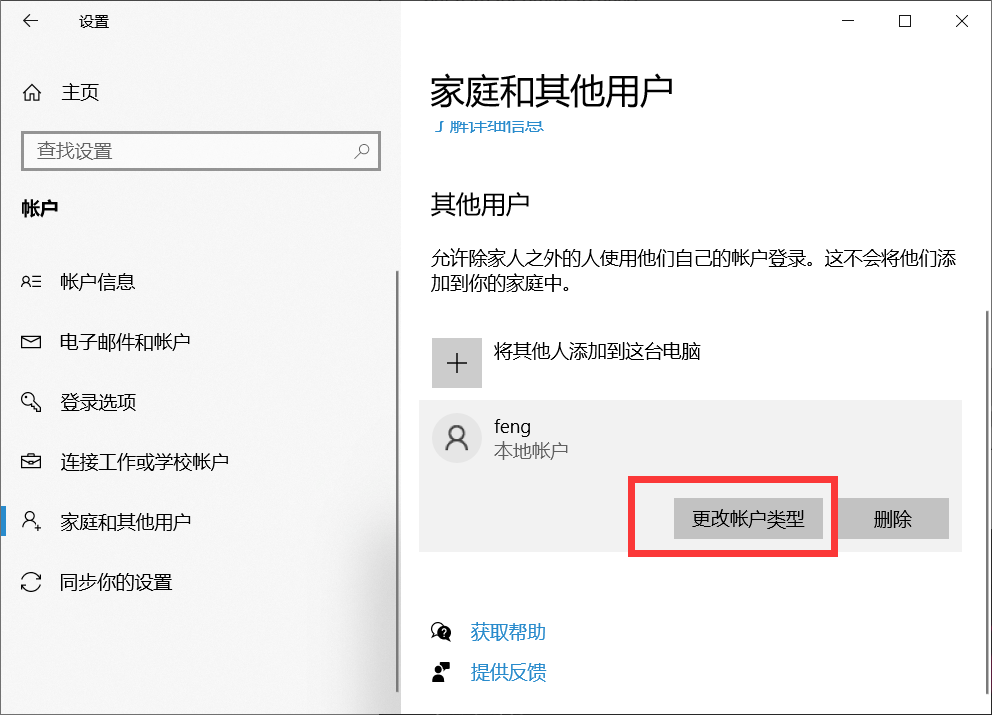 设置
主页
查找设置
帐户
帐户信息
电子邮件和帐户
登录选项
连接工作或学校帐户
家庭和其他用户
同步你的设置
家庭和其他用户
了解详细信息
其他用户
允许除家人之外的人使用他们自己的帐户登录。这不会将他们添
加到你的家庭中。
将其他人添加到这台电脑
feng
本地帐户
更改帐户类型
删除
获取帮助
提供反馈